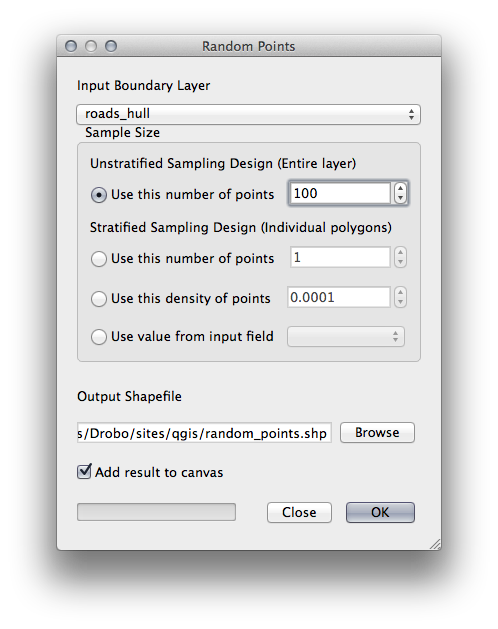 Random Points
Input Boundary Layer
roads_hull
Sample Size
Unstratified Sampling Design (Entire layer)
Use this number of points 100
Stratified Sampling Design (Individual polygons)
Use this number of points 1
Use this density of points 0.0001
Use value from input field
Output Shapefile
s/Drobo/sites/qgis/random_points.shp Browse
Add result to canvas
Close OK